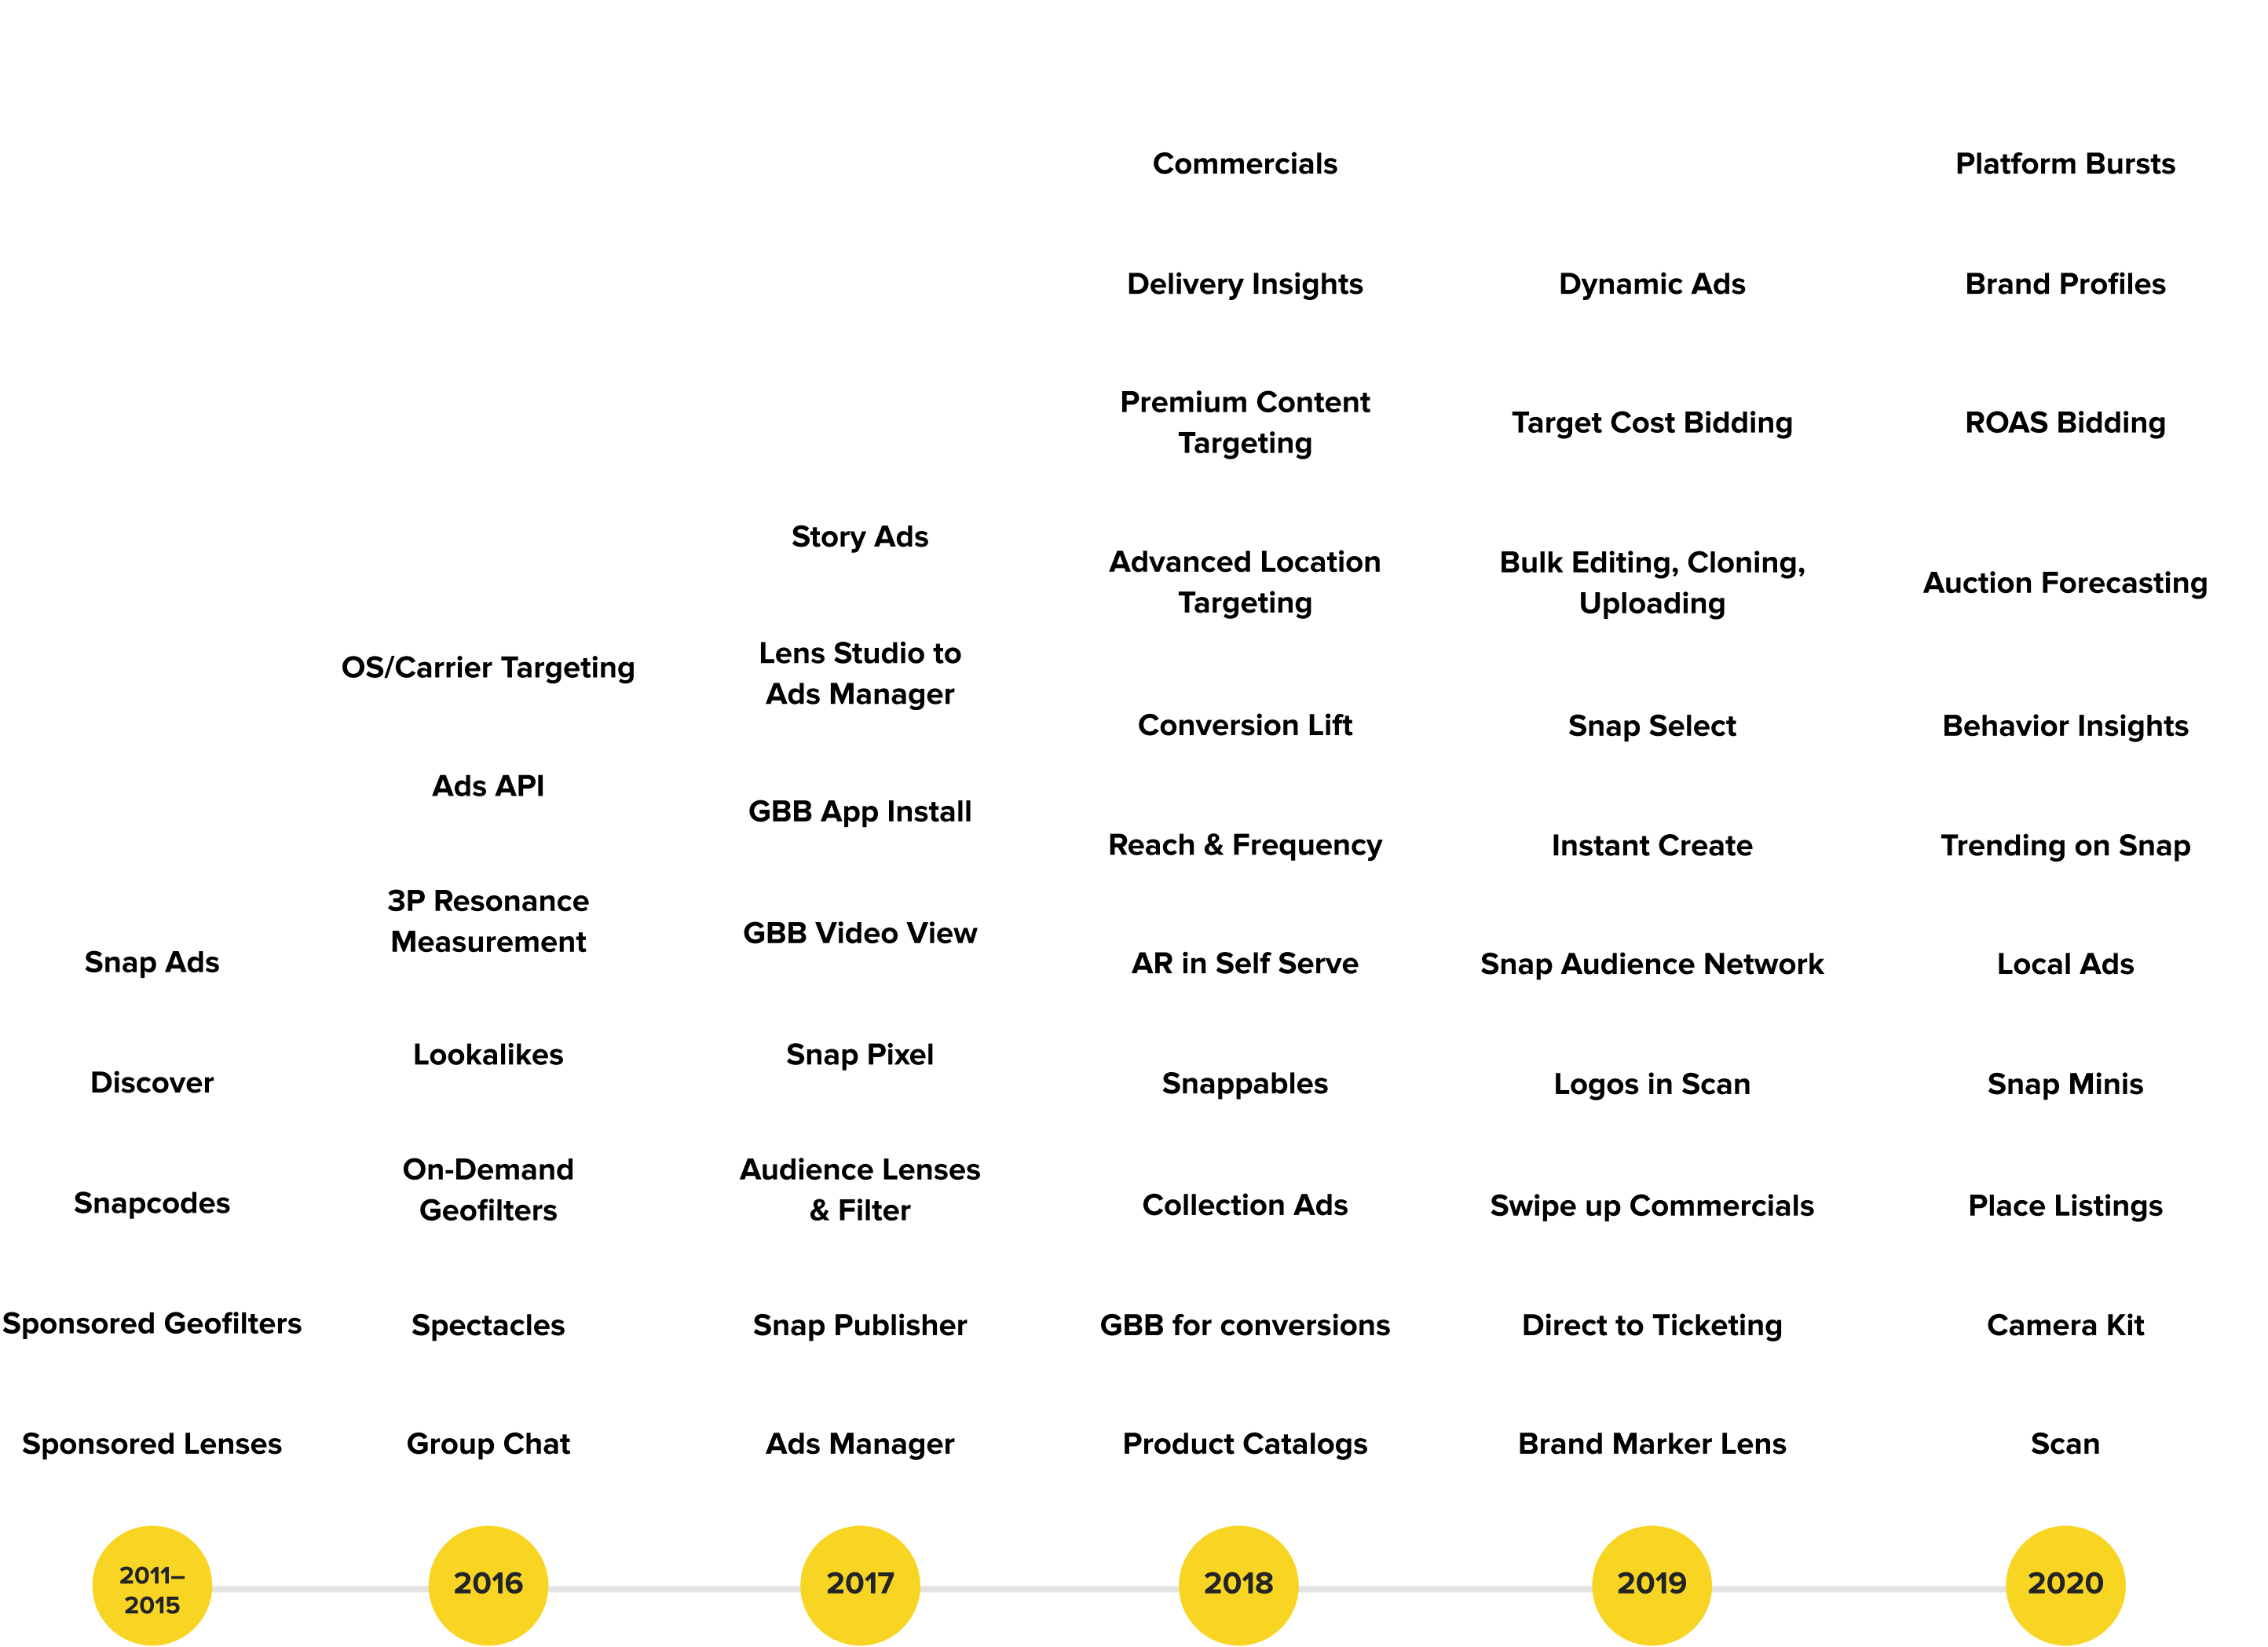 Snap Ads
Discover
Snapcodes
Sponsored Geofilters
Sponsored Lenses
2011–
2015
OS/Carrier Targeting
Ads API
3P Resonance
Measurement
Lookalikes
On-Demand
Geofilters
Spectacles
Group Chat
2016
Story Ads
Lens Studio to
Ads Manager
GBB App Install
GBB Video View
Snap Pixel
Audience Lenses
& Filter
Snap Publisher
Ads Manager
2017
Commercials
Delivery Insights
Premium Content
Targeting
Advanced Location
Targeting
Conversion Lift
Reach & Frequency
AR in Self Serve
Snappables
Collection Ads
GBB for conversions
Product Catalogs
2018
Dynamic Ads
Target Cost Bidding
Bulk Editing, Cloning,
Uploading
Snap Select
Instant Create
Snap Audience Network
Logos in Scan
Swipe up Commercials
Direct to Ticketing
Brand Marker Lens
2019
Platform Bursts
Brand Profiles
ROAS Bidding
Auction Forecasting
Behavior Insights
Trending on Snap
Local Ads
Snap Minis
Place Listings
Camera Kit
Scan
2020